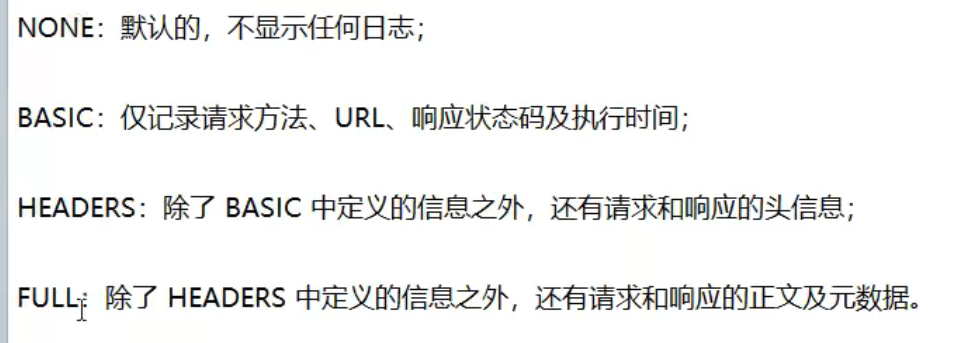 NONE：默认的，不显示任何日志；
BASIC：仅记录请求方法、URL、响应状态码及执行时间；
HEADERS：除了 BASIC 中定义的信息之外，还有请求和响应的头信息；
FULL：除了 HEADERS 中定义的信息之外，还有请求和响应的正文及元数据。